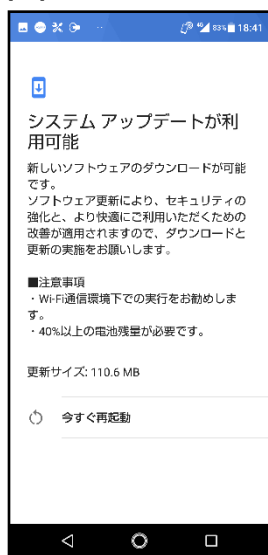 83% 18:41
システム アップデートが利
用可能
新しいソフトウェアのダウンロードが可能
です。
ソフトウェア更新により、セキュリティの
強化と、より快適にご利用いただくための
改善が適用されますので、ダウンロードと
更新の実施をお願いします。
■注意事項
・Wi-Fi通信環境下での実行をお勧めしま
す。
・40%以上の電池残量が必要です。
更新サイズ: 110.6 MB
今すぐ再起動